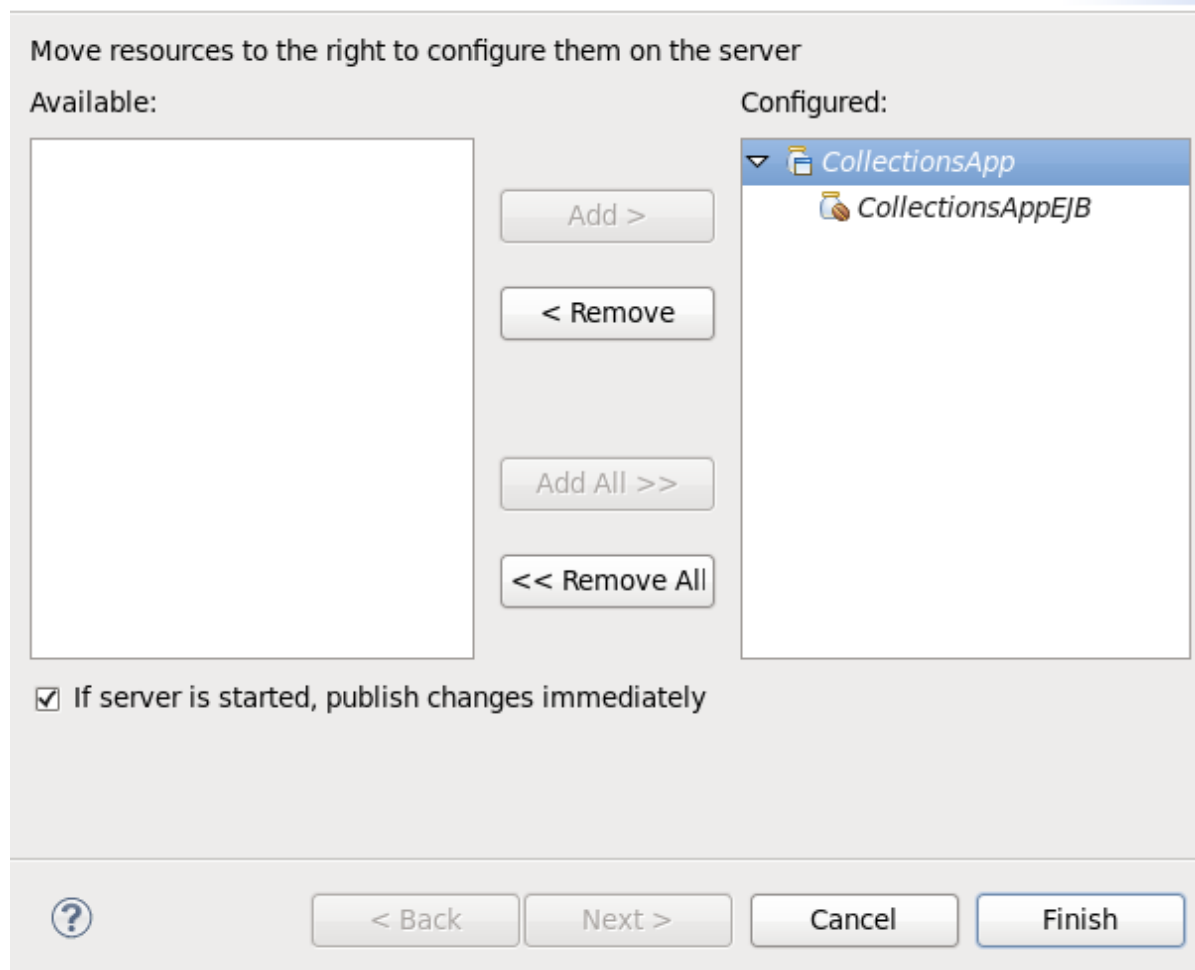 Move resources to the right to configure them on the server
Available:
Configured:
CollectionsApp
CollectionsAppEJB
Add >
< Remove
Add All >>
<< Remove All
If server is started, publish changes immediately
?
< Back
Next >
Cancel
Finish